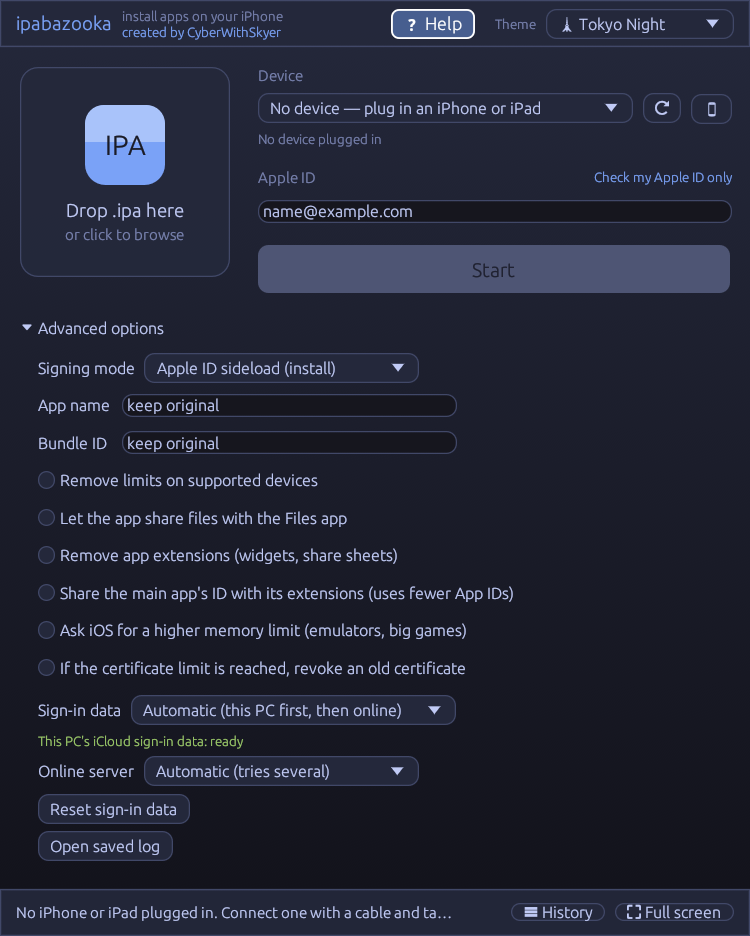 ipabazooka
install apps on your iPhone
created by CyberWithSkyer
? Help
Theme
Tokyo Night
IPA
Drop .ipa here
or click to browse
Device
No device — plug in an iPhone or iPad
No device plugged in
Apple ID
Check my Apple ID only
name@example.com
Start
Advanced options
Signing mode
Apple ID sideload (install)
App name
keep original
Bundle ID
keep original
Remove limits on supported devices
Let the app share files with the Files app
Remove app extensions (widgets, share sheets)
Share the main app's ID with its extensions (uses fewer App IDs)
Ask iOS for a higher memory limit (emulators, big games)
If the certificate limit is reached, revoke an old certificate
Sign-in data
Automatic (this PC first, then online)
This PC's iCloud sign-in data: ready
Online server
Automatic (tries several)
Reset sign-in data
Open saved log
No iPhone or iPad plugged in. Connect one with a cable and ta…
History
Full screen